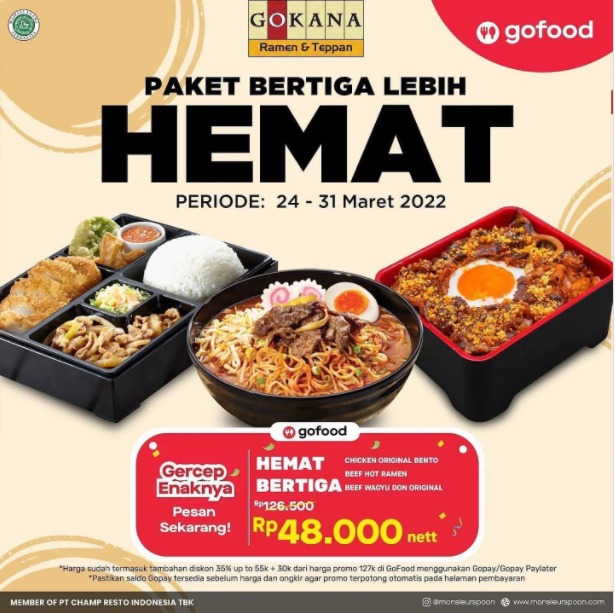 GOKANA
Ramen & Teppan
gofood
PAKET BERTIGA LEBIH
HEMAT
PERIODE: 24 - 31 Maret 2022
gofood
Gercep
Enaknya
Pesan
Sekarang!
HEMAT
BERTIGA
CHICKEN ORIGINAL BENTO
BEEF HOT RAMEN
BEEF WAGYU DON ORIGINAL
Rp126.500
Rp48.000 nett
*Harga sudah termasuk tambahan diskon 35% up to 55k + 30k dari harga promo 127k di GoFood menggunakan Gopay/Gopay Paylater
*Pastikan saldo Gopay tersedia sebelum harga dan ongkir agar promo terpotong otomatis pada halaman pembayaran
MEMBER OF PT CHAMP RESTO INDONESIA TBK
@monsieurspoon www.monsieurspoon.com